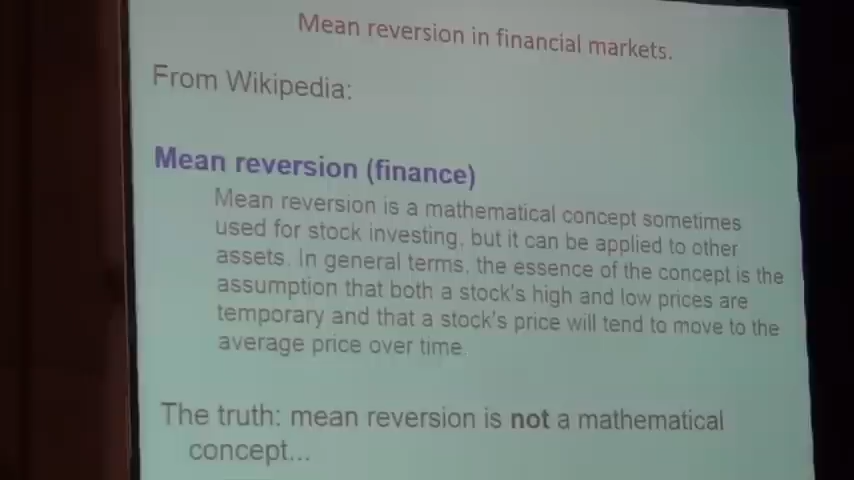 Mean reversion in financial markets.
From Wikipedia:
Mean reversion (finance)
Mean reversion is a mathematical concept sometimes
used for stock investing, but it can be applied to other
assets. In general terms, the essence of the concept is the
assumption that both a stock's high and low prices are
temporary and that a stock's price will tend to move to the
average price over time.
The truth: mean reversion is not a mathematical
concept...